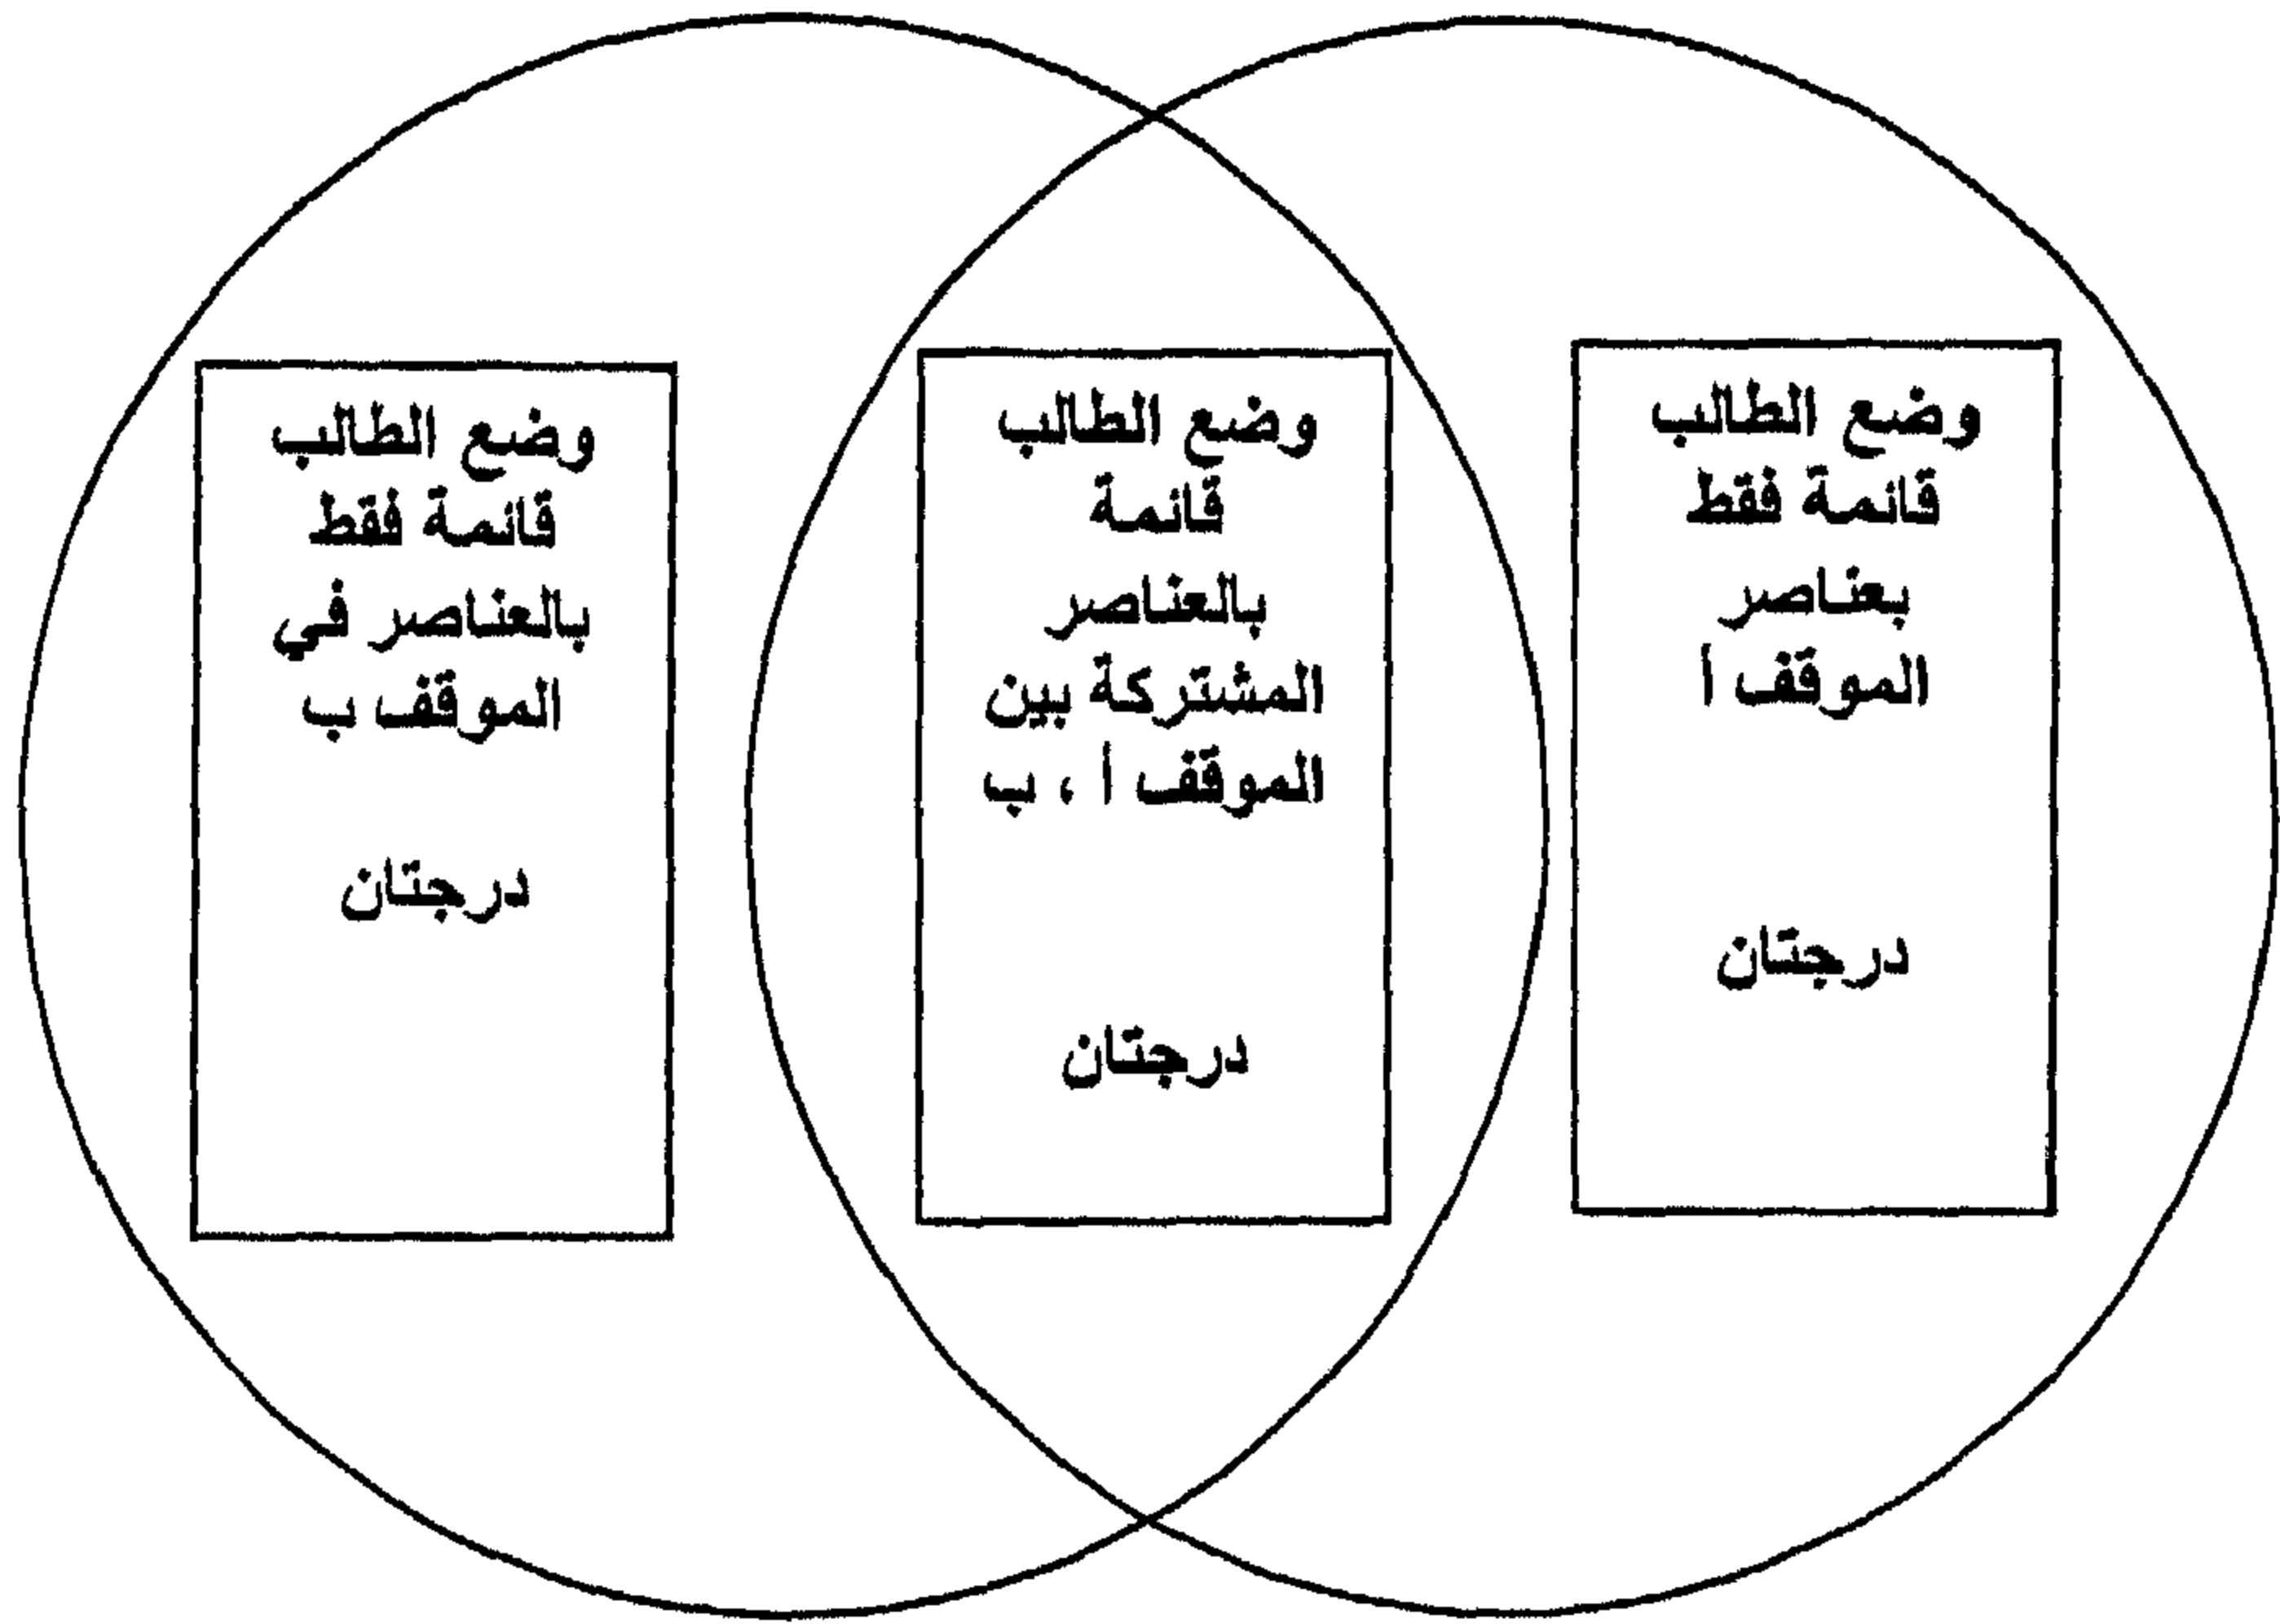 وضع الطالب
قائمة فقط
بعناصر
الموقف أ
درجتان
وضع الطالب
قائمة
بالعناصر
المشتركة بين
الموقف أ ، ب
درجتان
وضع الطالب
قائمة فقط
بالعناصر في
الموقف ب
درجتان